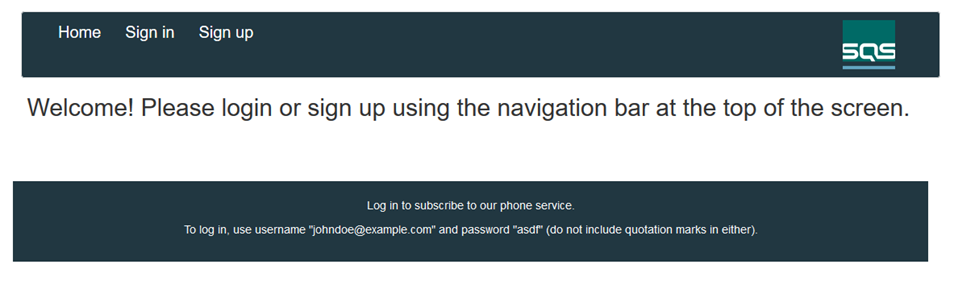 Home Sign in Sign up
SQS
Welcome! Please login or sign up using the navigation bar at the top of the screen.
Log in to subscribe to our phone service.
To log in, use username "johndoe@example.com" and password "asdf" (do not include quotation marks in either).